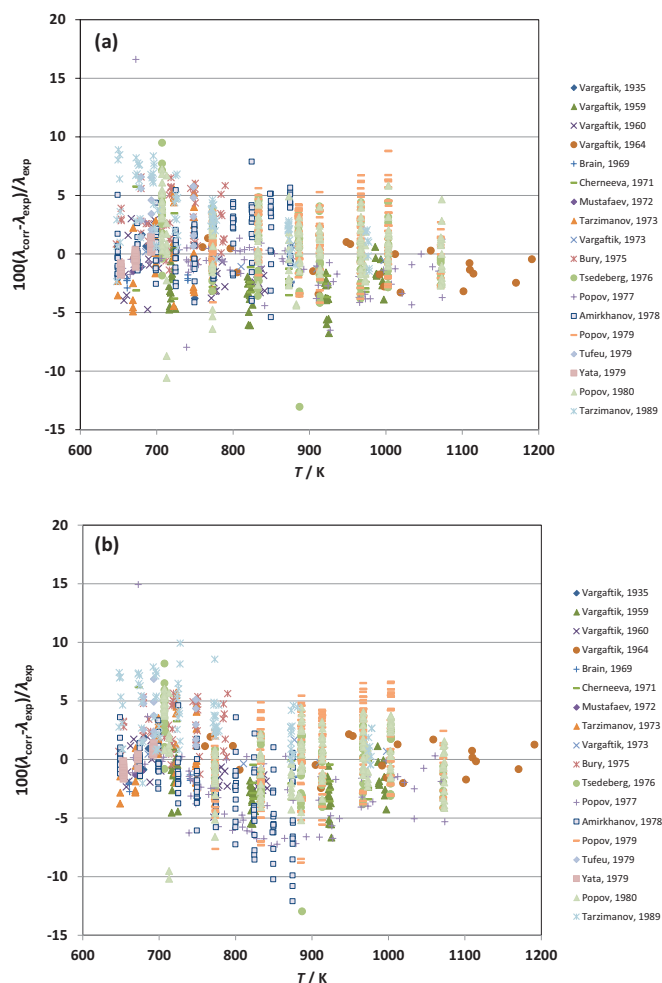 (a)
100(λcorr-λexp)/λexp
20
15
10
5
0
-5
-10
-15
600
700
800
900
1000
1100
1200
T / K
Vargaftik, 1935
Vargaftik, 1959
Vargaftik, 1960
Vargaftik, 1964
Brain, 1969
Cherneeva, 1971
Mustafaev, 1972
Tarzimanov, 1973
Vargaftik, 1973
Bury, 1975
Tsedeberg, 1976
Popov, 1977
Amirkhanov, 1978
Popov, 1979
Tufeu, 1979
Yata, 1979
Popov, 1980
Tarzimanov, 1989
(b)
100(λcorr-λexp)/λexp
20
15
10
5
0
-5
-10
-15
600
700
800
900
1000
1100
1200
T / K
Vargaftik, 1935
Vargaftik, 1959
Vargaftik, 1960
Vargaftik, 1964
Brain, 1969
Cherneeva, 1971
Mustafaev, 1972
Tarzimanov, 1973
Vargaftik, 1973
Bury, 1975
Tsedeberg, 1976
Popov, 1977
Amirkhanov, 1978
Popov, 1979
Tufeu, 1979
Yata, 1979
Popov, 1980
Tarzimanov, 1989